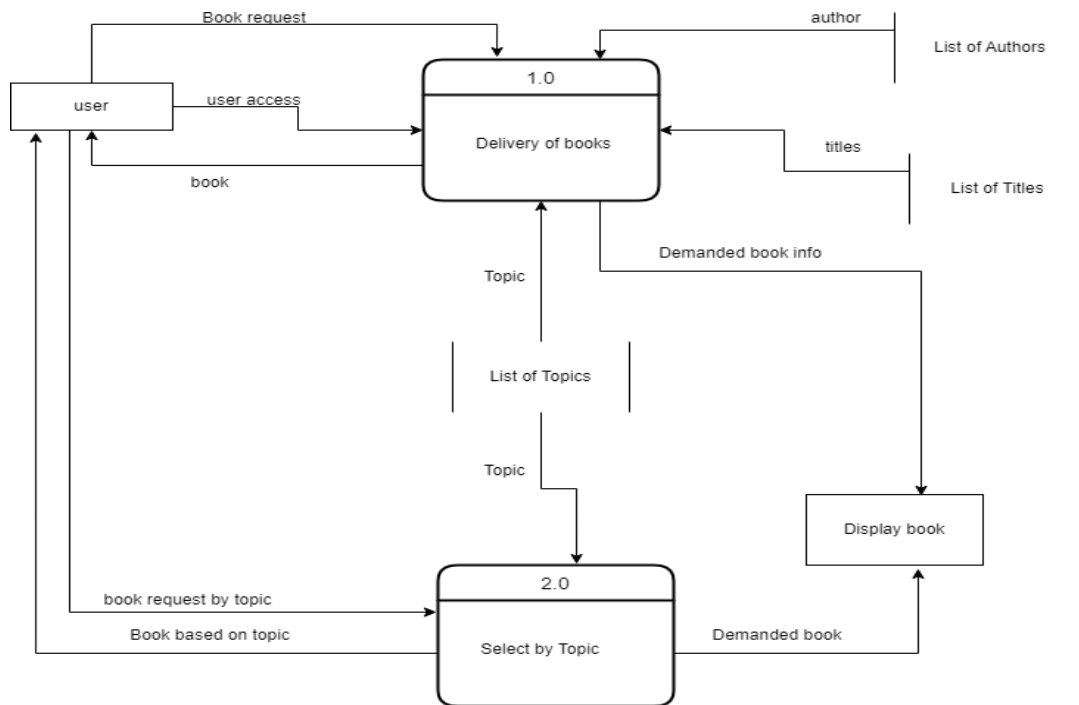 Book request
author
List of Authors
1.0
user
user access
Delivery of books
titles
book
List of Titles
Demanded book info
Topic
List of Topics
Topic
Display book
2.0
book request by topic
Book based on topic
Select by Topic
Demanded book